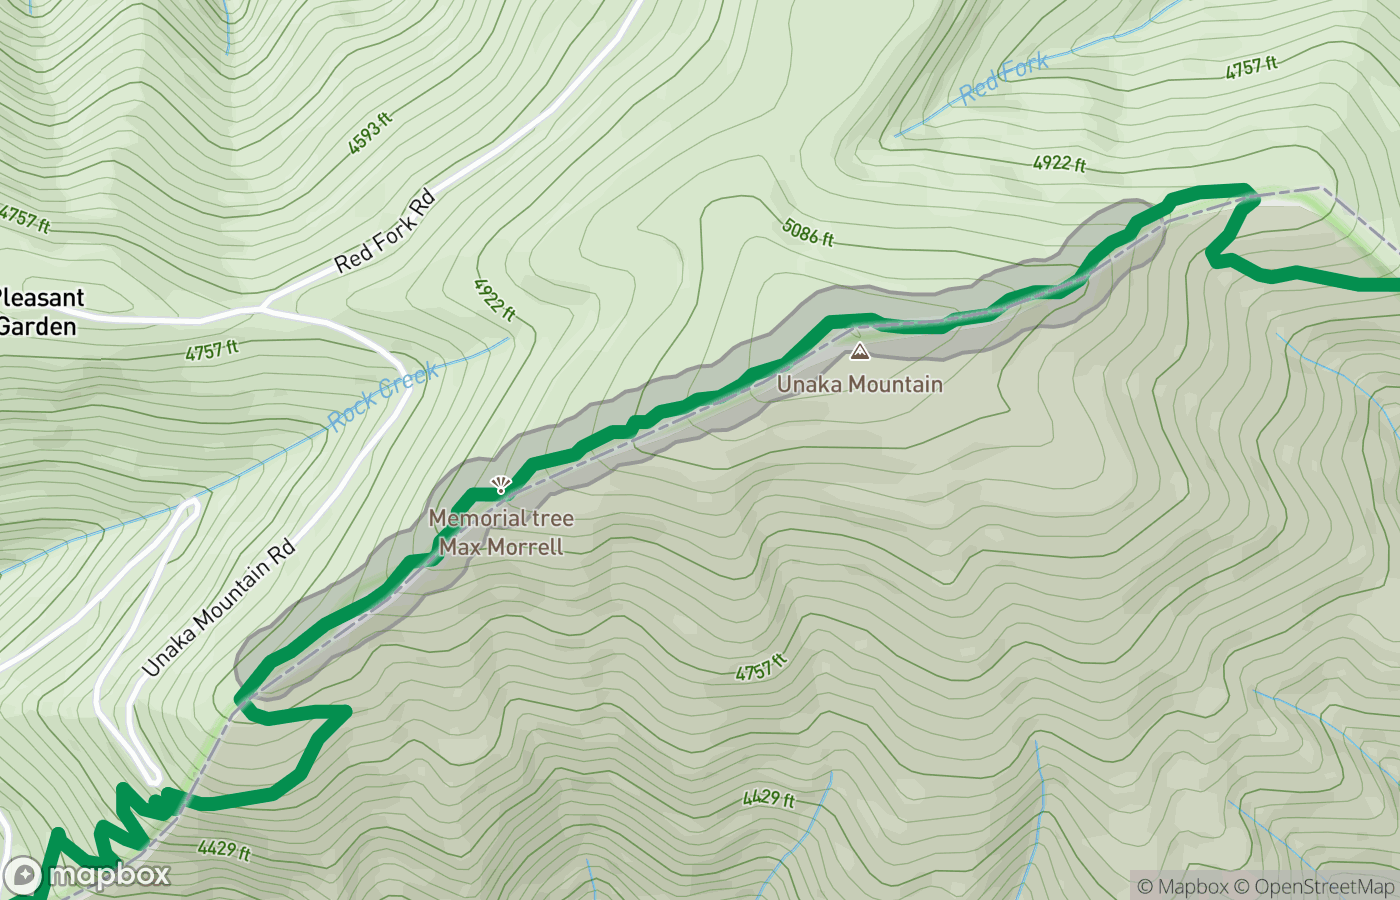 Red Fork
4757 ft
4593 ft
4922 ft
4757 ft
Red Fork Rd
5086 ft
4922 ft
Pleasant
Garden
4757 ft
Rock Creek
Unaka Mountain
Memorial tree
Max Morrell
Unaka Mountain Rd
4757 ft
4429 ft
4429 ft
mapbox
© Mapbox © OpenStreetMap